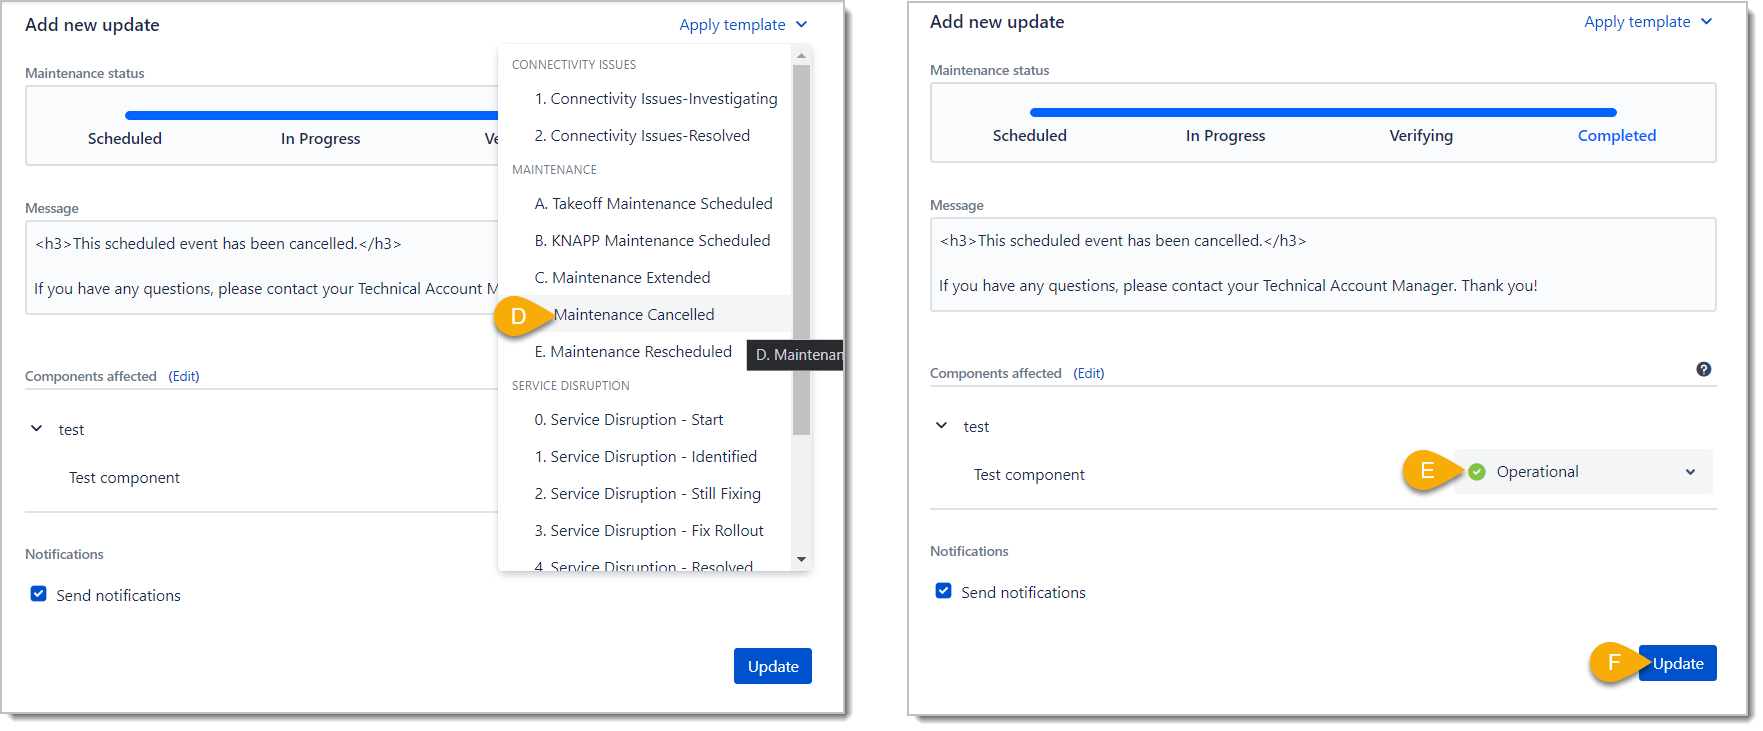 Add new update
Apply template
Maintenance status
Scheduled
In Progress
Ve
Message
<h3>This scheduled event has been cancelled.</h3>
If you have any questions, please contact your Technical Account M
Components affected (Edit)
test
Test component
Notifications
Send notifications
Update
CONNECTIVITY ISSUES
1. Connectivity Issues-Investigating
2. Connectivity Issues-Resolved
MAINTENANCE
A. Takeoff Maintenance Scheduled
B. KNAPP Maintenance Scheduled
C. Maintenance Extended
D Maintenance Cancelled
E. Maintenance Rescheduled
D. Maintenan
SERVICE DISRUPTION
0. Service Disruption - Start
1. Service Disruption - Identified
2. Service Disruption - Still Fixing
3. Service Disruption - Fix Rollout
4. Service Disruption - Resolved
Add new update
Apply template
Maintenance status
Scheduled
In Progress
Verifying
Completed
Message
<h3>This scheduled event has been cancelled.</h3>
If you have any questions, please contact your Technical Account Manager. Thank you!
Components affected (Edit)
?
test
Test component
E
Operational
Notifications
Send notifications
F
Update